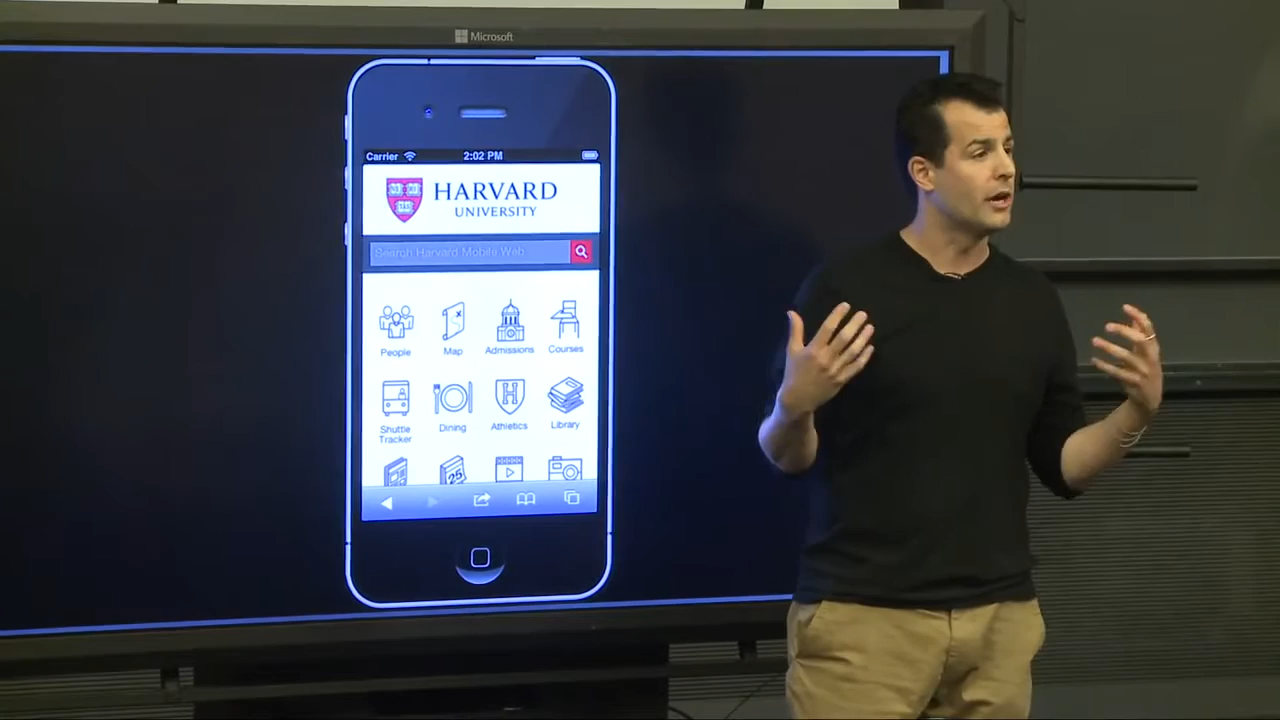 Microsoft
Carrier
2:02 PM
HARVARD
UNIVERSITY
Search Harvard Mobile Web
People
Map
Admissions
Courses
Shuttle
Tracker
Dining
Athletics
Library
H
25